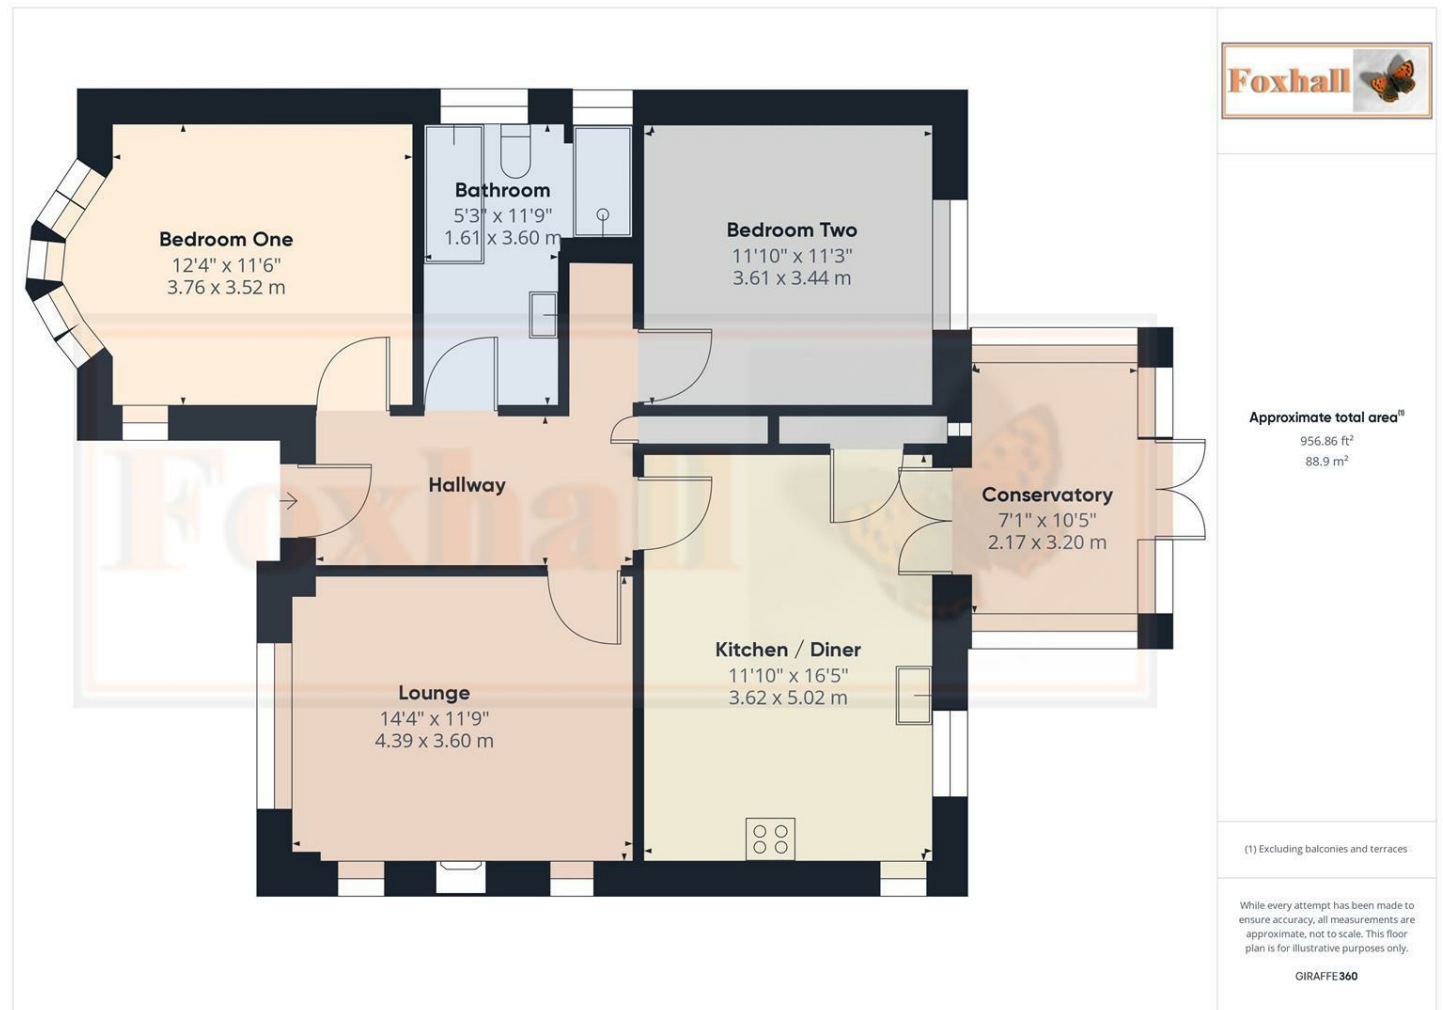 Foxhall
Bedroom One
12'4" x 11'6"
3.76 x 3.52 m
Bathroom
5'3" x 11'9"
1.61 x 3.60 m
Bedroom Two
11'10" x 11'3"
3.61 x 3.44 m
Hallway
Conservatory
7'1" x 10'5"
2.17 x 3.20 m
Lounge
14'4" x 11'9"
4.39 x 3.60 m
Kitchen / Diner
11'10" x 16'5"
3.62 x 5.02 m
Foxhall
Approximate total area(1)
956.86 ft²
88.9 m²
(1) Excluding balconies and terraces
While every attempt has been made to
ensure accuracy, all measurements are
approximate, not to scale. This floor
plan is for illustrative purposes only.
GIRAFFE360